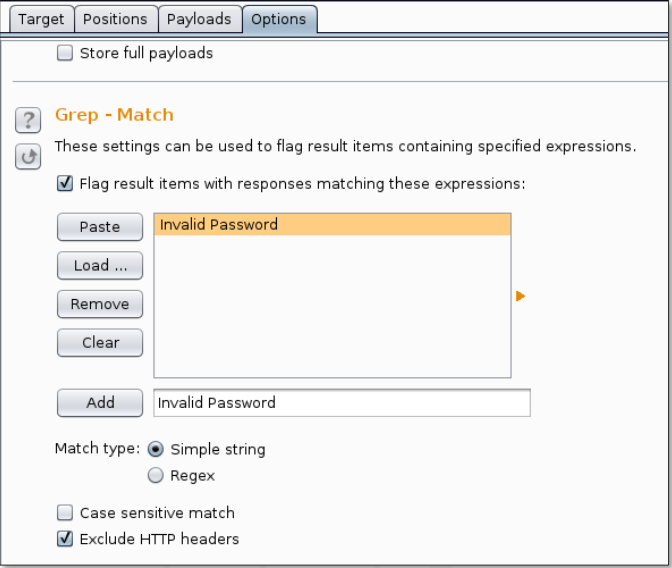 Target Positions Payloads Options
Store full payloads
?
Grep - Match
These settings can be used to flag result items containing specified expressions.
Flag result items with responses matching these expressions:
Paste
Invalid Password
Load ...
Remove
Clear
Add
Invalid Password
Match type: Simple string
Regex
Case sensitive match
Exclude HTTP headers